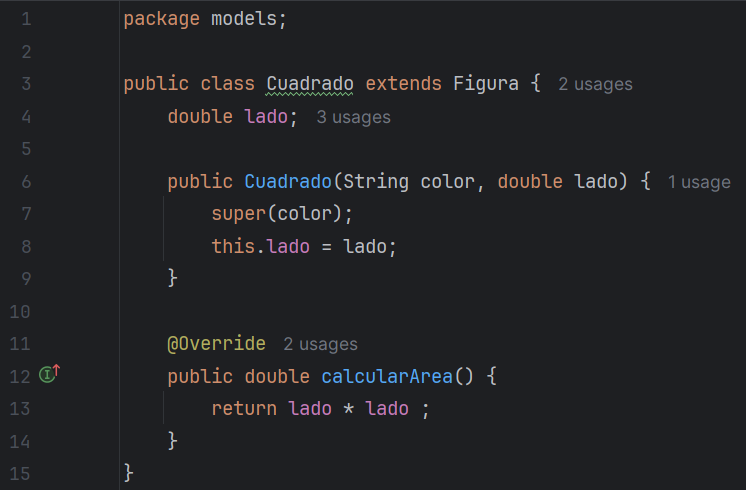 1 package models;
2
3 public class Cuadrado extends Figura { 2 usages
4     double lado; 3 usages
5
6     public Cuadrado(String color, double lado) { 1 usage
7         super(color);
8         this.lado = lado;
9     }
10
11     @Override 2 usages
12     public double calcularArea() {
13         return lado * lado ;
14     }
15 }